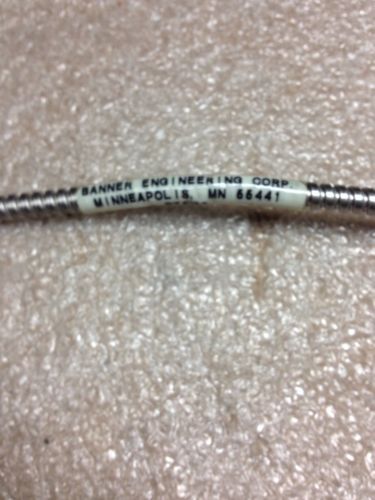 BANNER ENGINEERING CORP.
MINNEAPOLIS, MN 55441